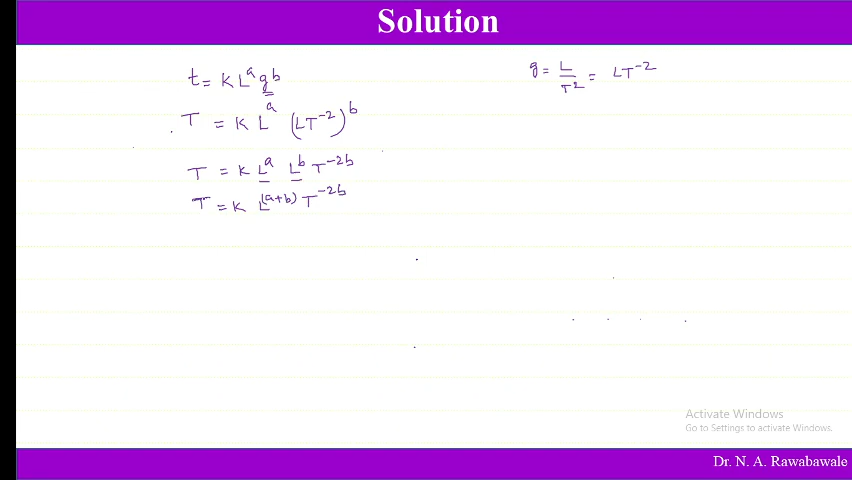 Solution
t = K L^a g^b
g = L/T² = LT⁻²
T = K L^a (LT⁻²)^b
T = K L^a L^b T^-2b
T = K L^(a+b) T^-2b
Activate Windows
Go to Settings to activate Windows.
Dr. N. A. Rawabawale